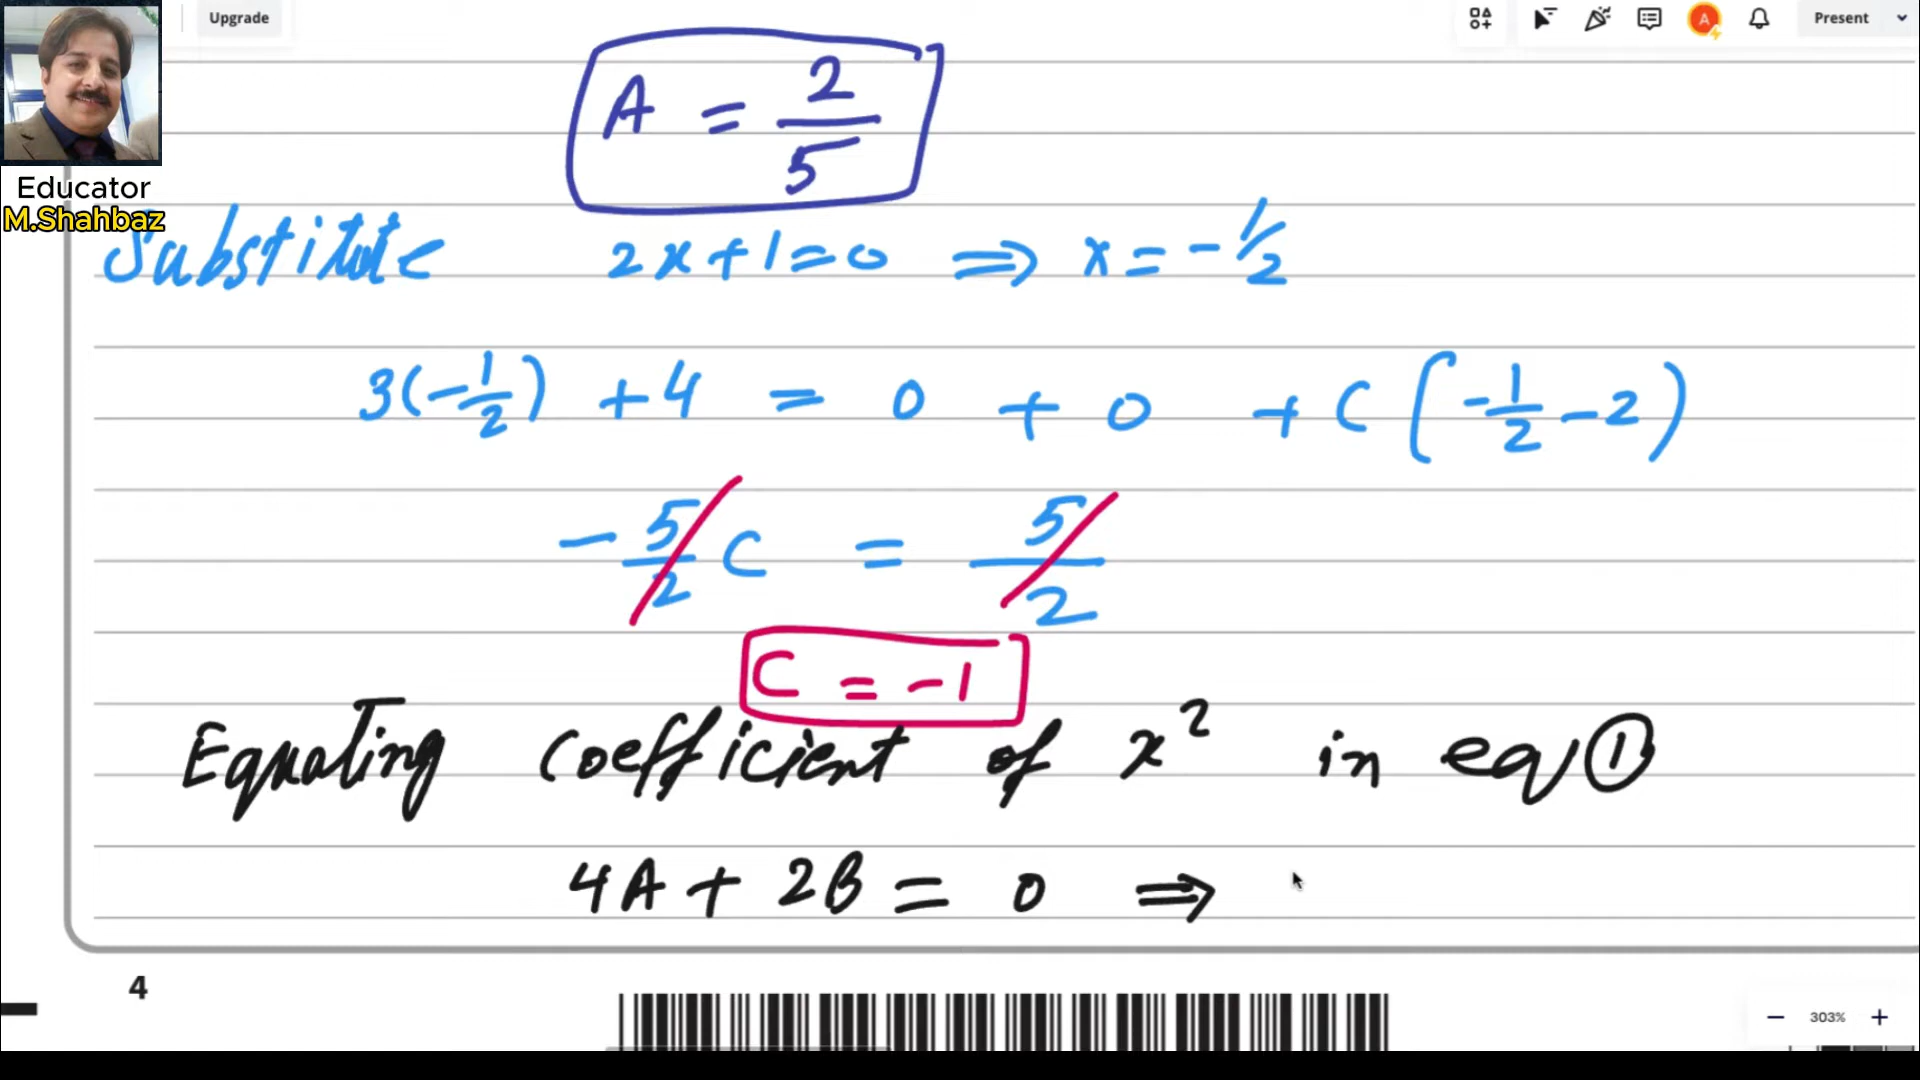 Upgrade
Present
A
A = 2/5
Educator
M.Shahbaz
Substitute 2x+1=0 ⇒ x=-1/2
3(-1/2) +4 = 0 + 0 + C(-1/2-2)
-5/2 C = 5/2
C = -1
Equating coefficient of x² in eq ①
4A + 2B = 0 ⇒
4
303%